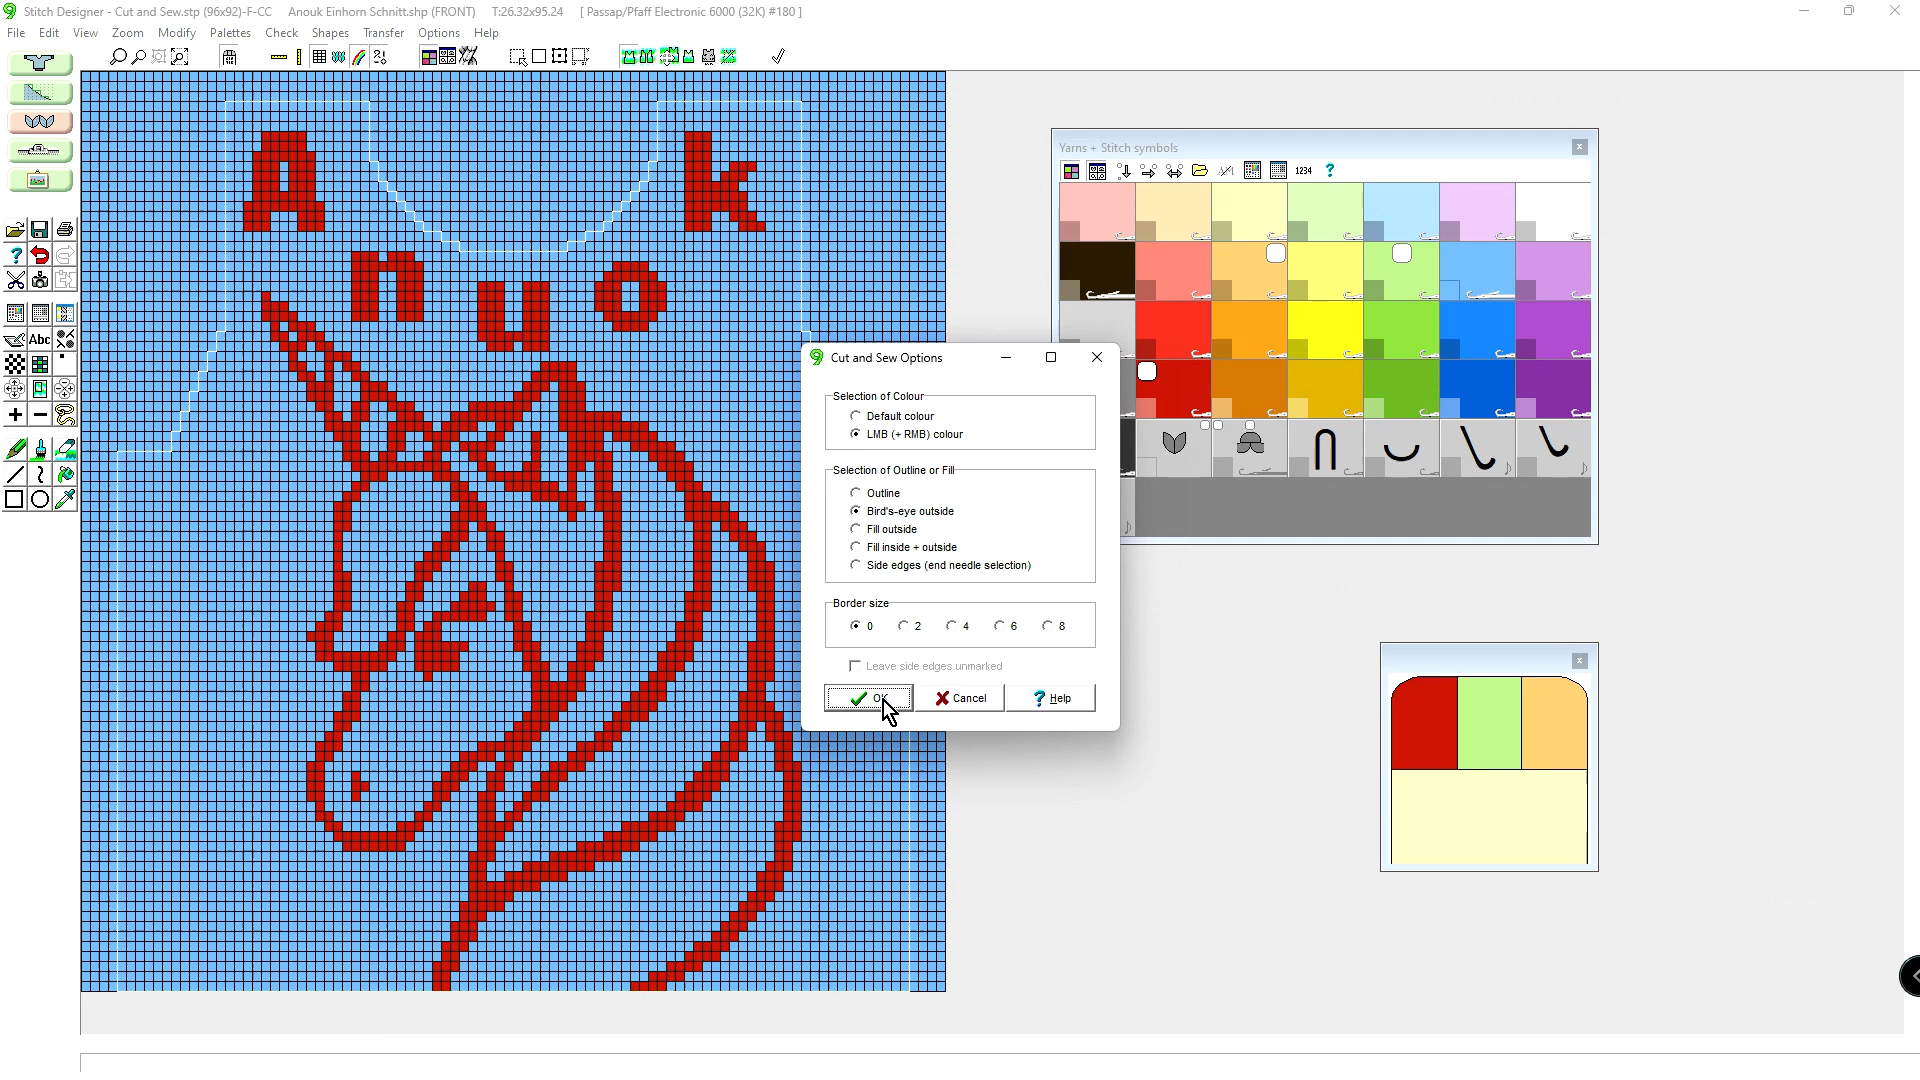 Stitch Designer - Cut and Sew.stp (96x92)-F-CC Anouk Einhorn Schnitt.shp (FRONT) T:26.32x95.24 [ Passap/Pfaff Electronic 6000 (32K) #180 ]
File Edit View Zoom Modify Palettes Check Shapes Transfer Options Help
A n u o k
Abc
Yarns + Stitch symbols
1234
Cut and Sew Options
Selection of Colour
Default colour
LMB (+ RMB) colour
Selection of Outline or Fill
Outline
Bird's-eye outside
Fill outside
Fill inside + outside
Side edges (end needle selection)
Border size
0 2 4 6 8
Leave side edges unmarked
OK Cancel Help